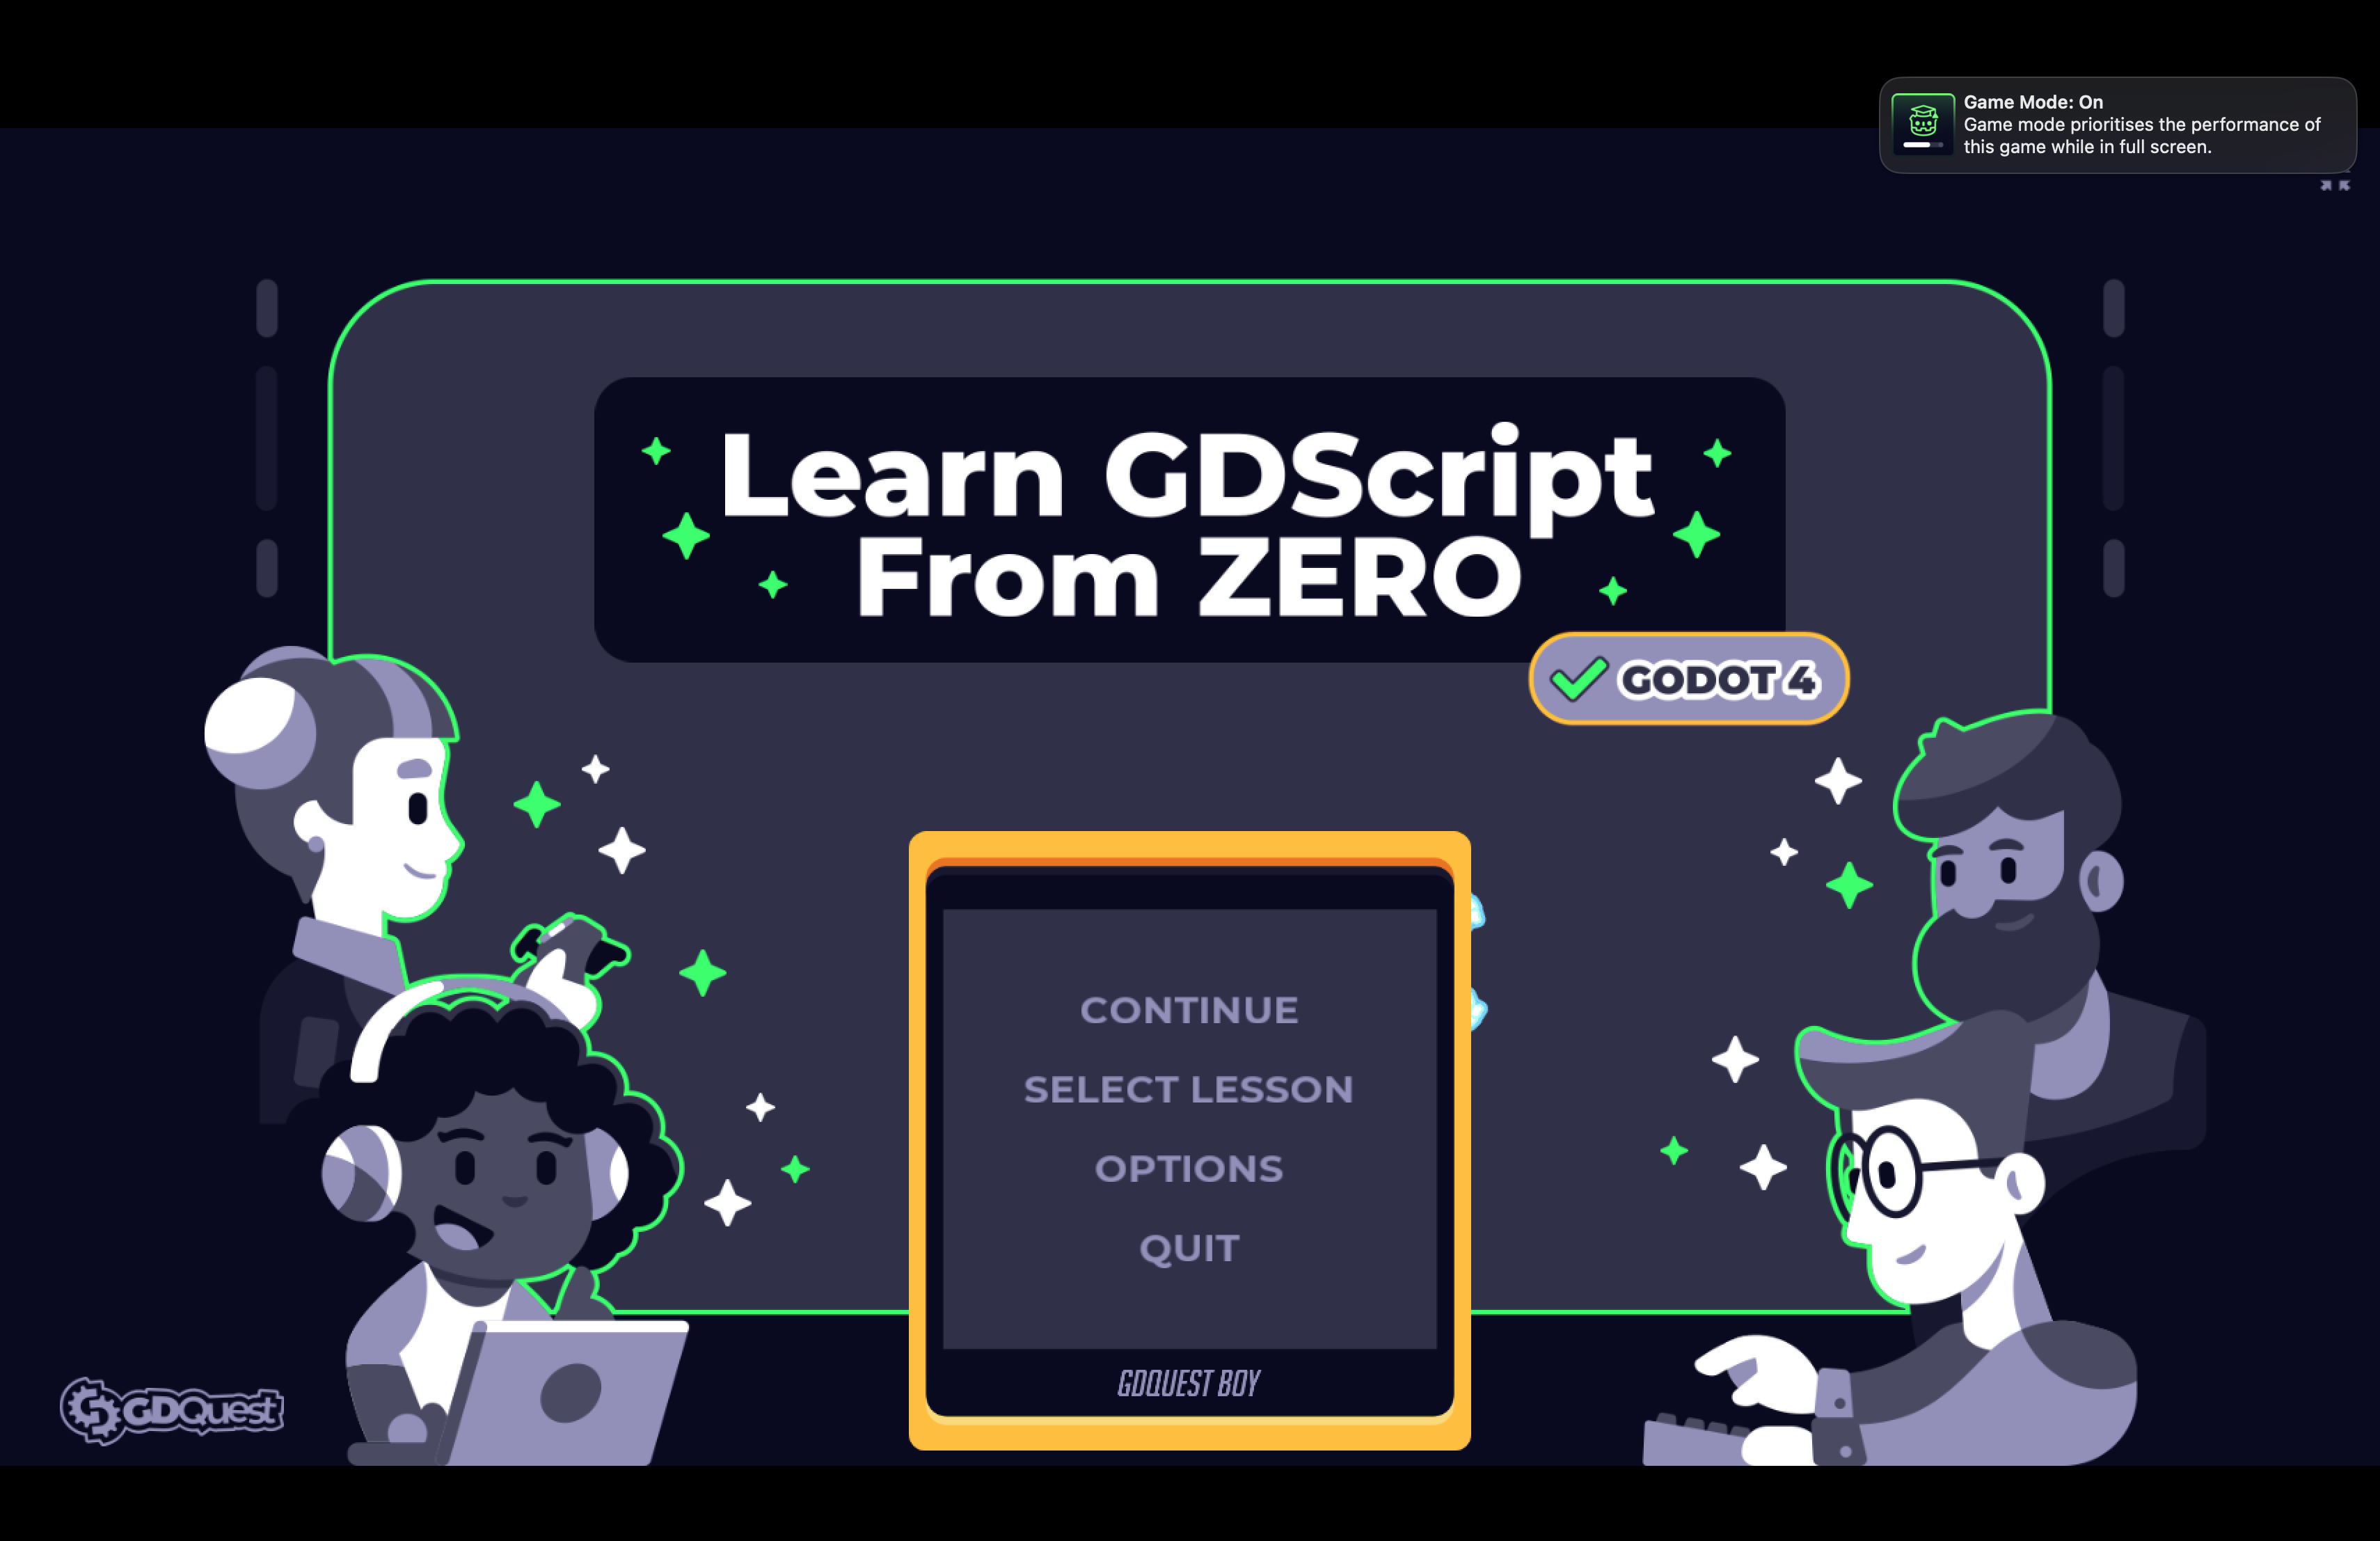 Game Mode: On
Game mode prioritises the performance of
this game while in full screen.
Learn GDScript
From ZERO
GODOT 4
CONTINUE
SELECT LESSON
OPTIONS
QUIT
GDQUEST BOY
GDQuest